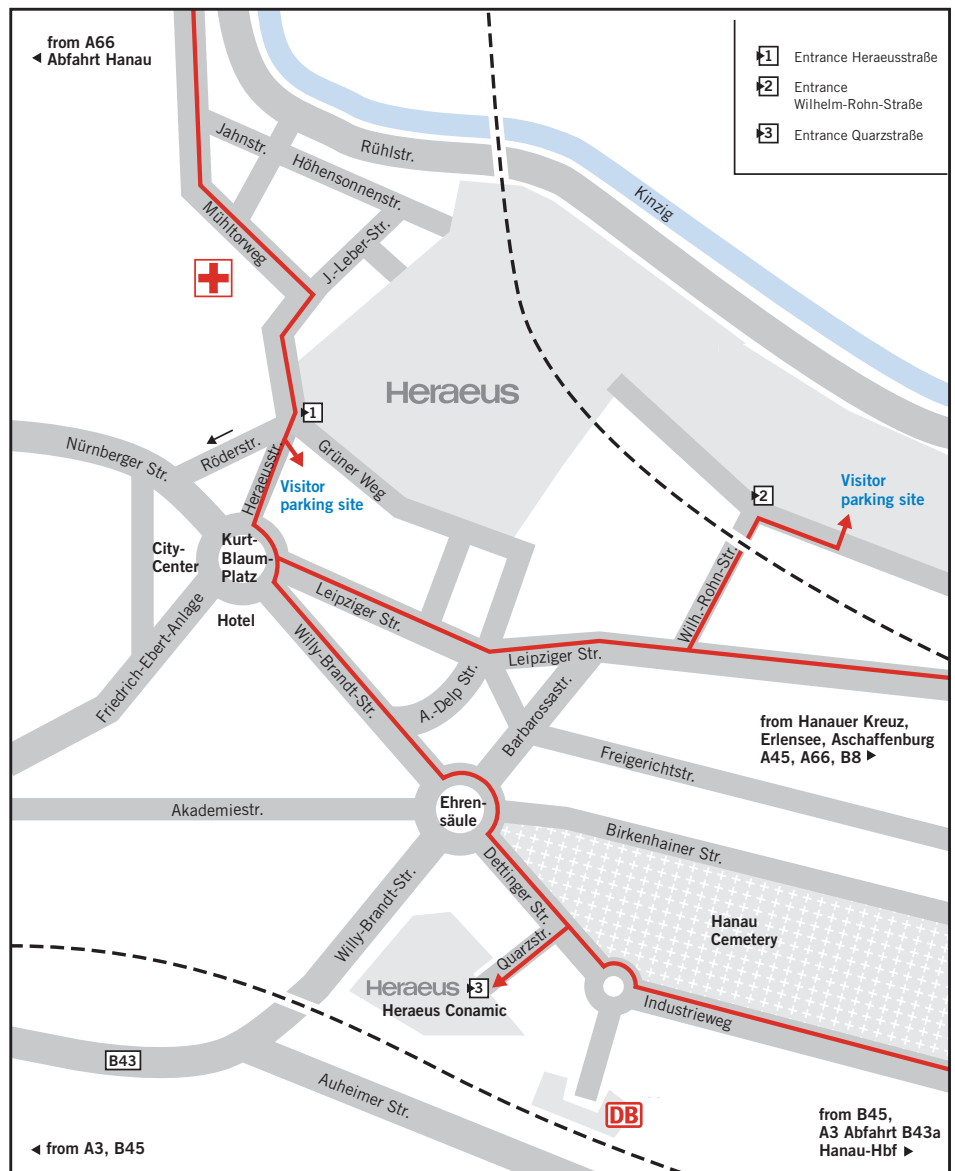 from A66
Abfahrt Hanau
1 Entrance Heraeusstraße
2 Entrance
Wilhelm-Rohn-Straße
3 Entrance Quarzstraße
Jahnstr.
Rühlstr.
Höhensonnenstr.
Kinzig
Mühltorweg
J.-Leber-Str.
Heraeus
1
Nürnberger Str.
Röderstr.
Heraeusstr.
Grüner Weg
Visitor
parking site
Visitor
parking site
2
City-
Center
Kurt-
Blaum-
Platz
Hotel
Leipziger Str.
Wilh.-Rohn-Str.
Friedrich-Ebert-Anlage
Willy-Brandt-Str.
Leipziger Str.
A.-Delp Str.
Barbarossastr.
from Hanauer Kreuz,
Erlensee, Aschaffenburg
A45, A66, B8
Freigerichtstr.
Akademiestr.
Ehren-
säule
Birkenhainer Str.
Dettinger Str.
Willy-Brandt-Str.
Hanau
Cemetery
Quarzstr.
Heraeus
3
Heraeus Conamic
Industrieweg
B43
Auheimer Str.
DB
from A3, B45
from B45,
A3 Abfahrt B43a
Hanau-Hbf